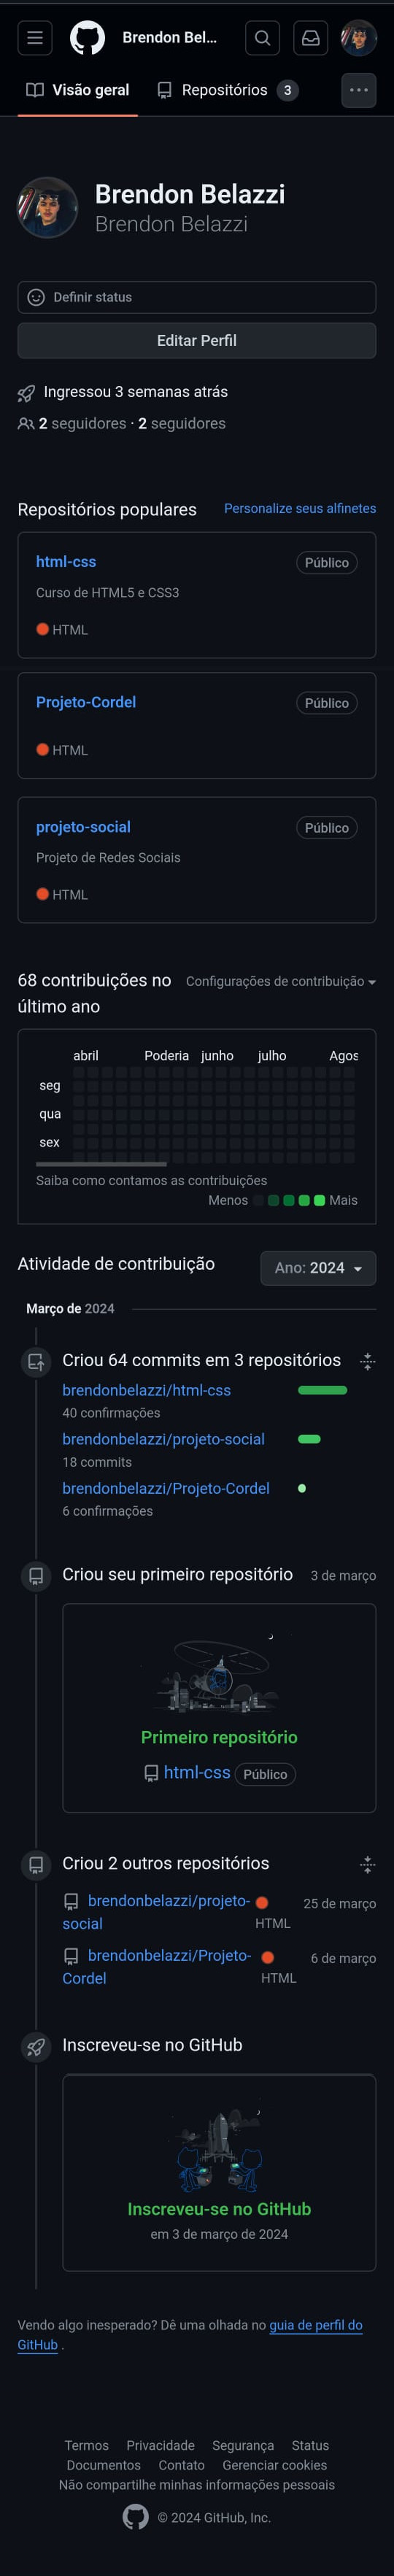 Brendon Bel...
Visão geral
Repositórios 3
Brendon Belazzi
Brendon Belazzi
Definir status
Editar Perfil
Ingressou 3 semanas atrás
2 seguidores · 2 seguidores
Repositórios populares
Personalize seus alfinetes
html-css
Público
Curso de HTML5 e CSS3
HTML
Projeto-Cordel
Público
HTML
projeto-social
Público
Projeto de Redes Sociais
HTML
68 contribuições no
último ano
Configurações de contribuição
abril Poderia junho julho Agos
seg
qua
sex
Saiba como contamos as contribuições
Menos Mais
Atividade de contribuição
Ano: 2024
Março de 2024
Criou 64 commits em 3 repositórios
brendonbelazzi/html-css
40 confirmações
brendonbelazzi/projeto-social
18 commits
brendonbelazzi/Projeto-Cordel
6 confirmações
Criou seu primeiro repositório
3 de março
Primeiro repositório
html-css Público
Criou 2 outros repositórios
brendonbelazzi/projeto-
social
HTML
25 de março
brendonbelazzi/Projeto-
Cordel
HTML
6 de março
Inscreveu-se no GitHub
Inscreveu-se no GitHub
em 3 de março de 2024
Vendo algo inesperado? Dê uma olhada no guia de perfil do
GitHub .
Termos Privacidade Segurança Status
Documentos Contato Gerenciar cookies
Não compartilhe minhas informações pessoais
© 2024 GitHub, Inc.